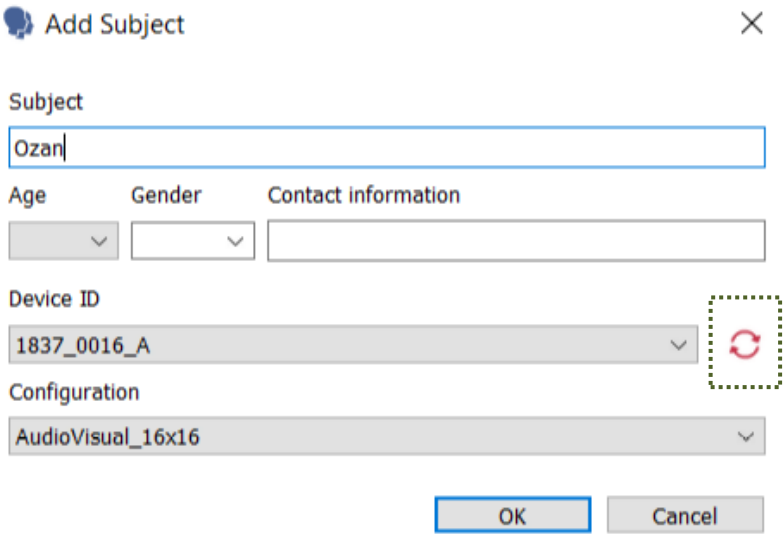 Add Subject
Subject
Ozan
Age Gender Contact information
Device ID
1837_0016_A
Configuration
AudioVisual_16x16
OK Cancel